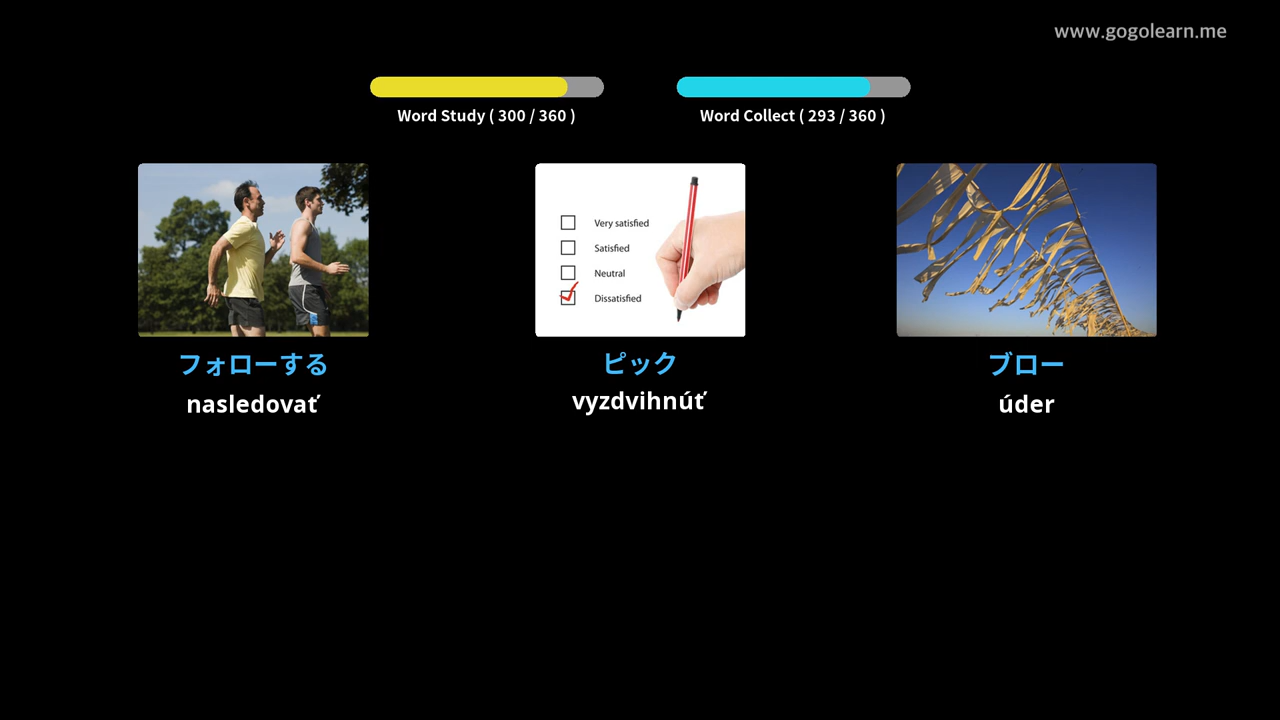 www.gogolearn.me
Word Study ( 300 / 360 )
Word Collect ( 293 / 360 )
Very satisfied
Satisfied
Neutral
Dissatisfied
フォローする
ピック
ブロー
nasledovať
vyzdvihnúť
úder